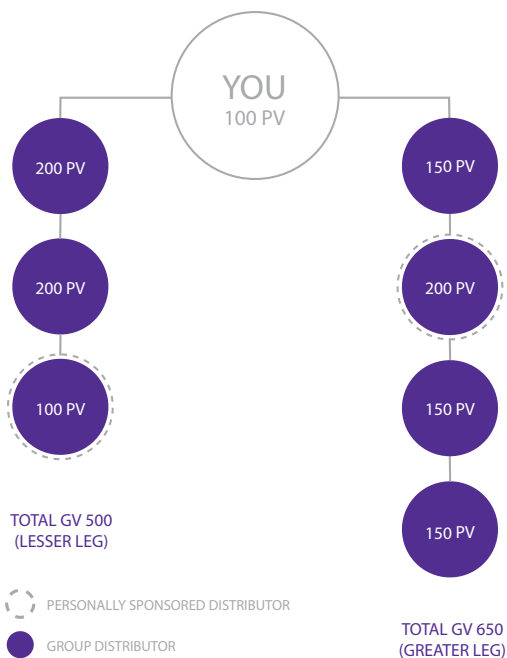 YOU
100 PV
200 PV
200 PV
100 PV
TOTAL GV 500
(LESSER LEG)
150 PV
200 PV
150 PV
150 PV
TOTAL GV 650
(GREATER LEG)
PERSONALLY SPONSORED DISTRIBUTOR
GROUP DISTRIBUTOR